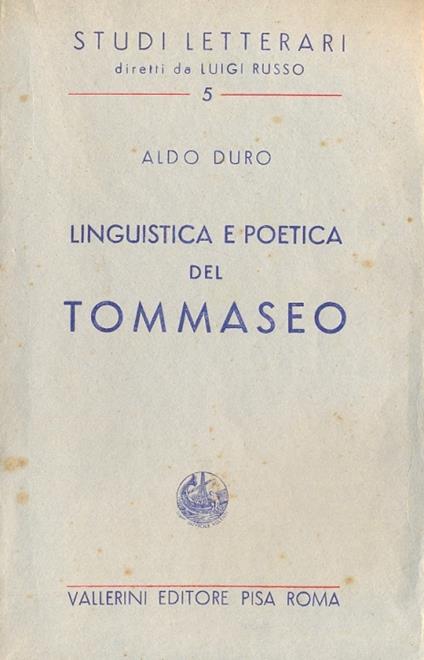 STUDI LETTERARI
diretti da LUIGI RUSSO
5
ALDO DURO
LINGUISTICA E POETICA
DEL
TOMMASEO
VALLERINI EDITORE PISA ROMA